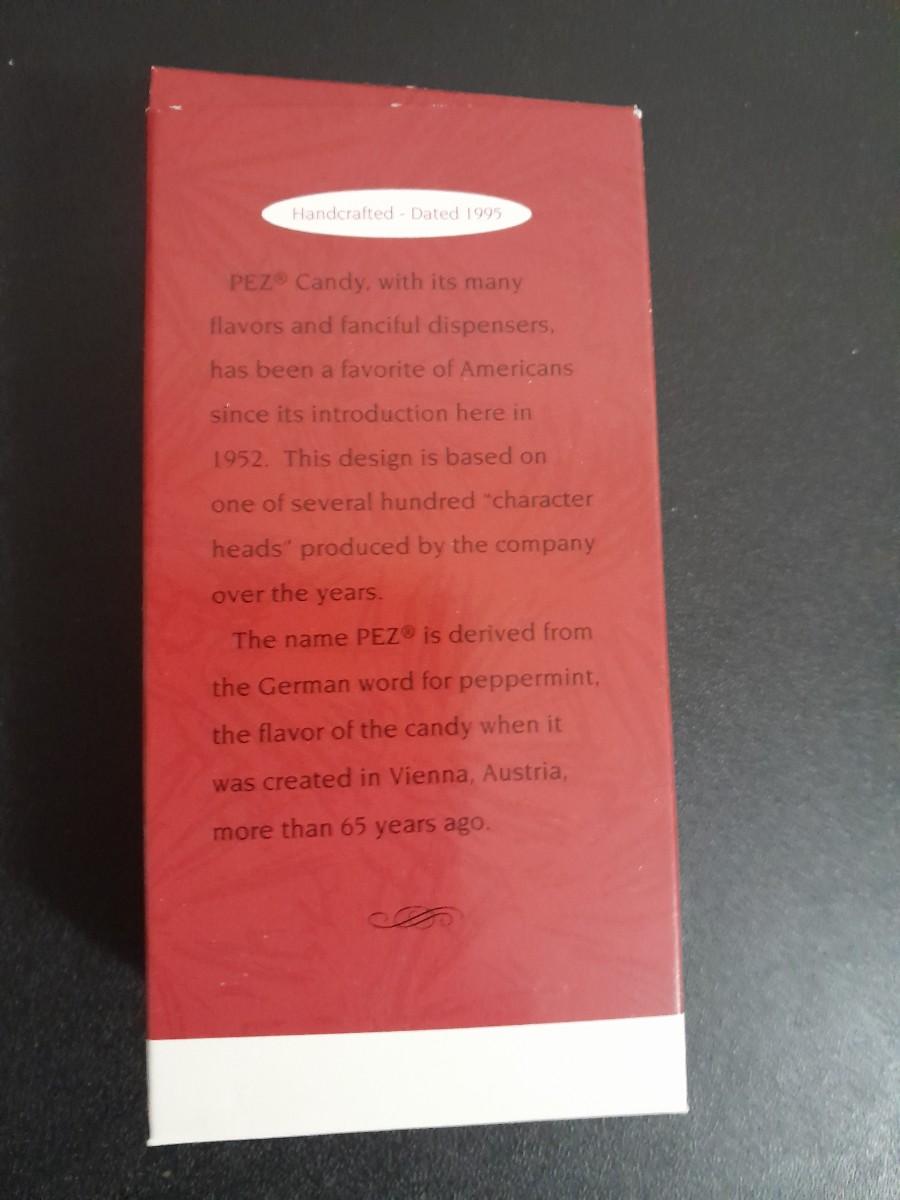 Handcrafted - Dated 1995
PEZ® Candy, with its many
flavors and fanciful dispensers,
has been a favorite of Americans
since its introduction here in
1952. This design is based on
one of several hundred "character
heads" produced by the company
over the years.
The name PEZ® is derived from
the German word for peppermint,
the flavor of the candy when it
was created in Vienna, Austria,
more than 65 years ago.